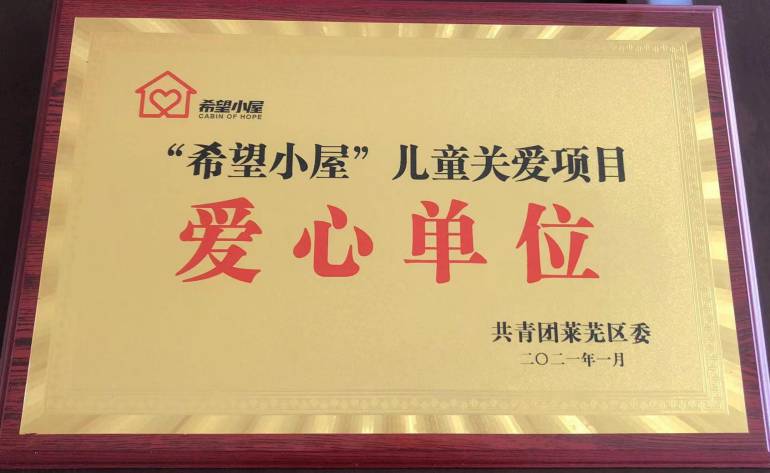 希望小屋
CABIN OF HOPE
“希望小屋”儿童关爱项目
爱心单位
共青团莱芜区委
二〇二一年一月